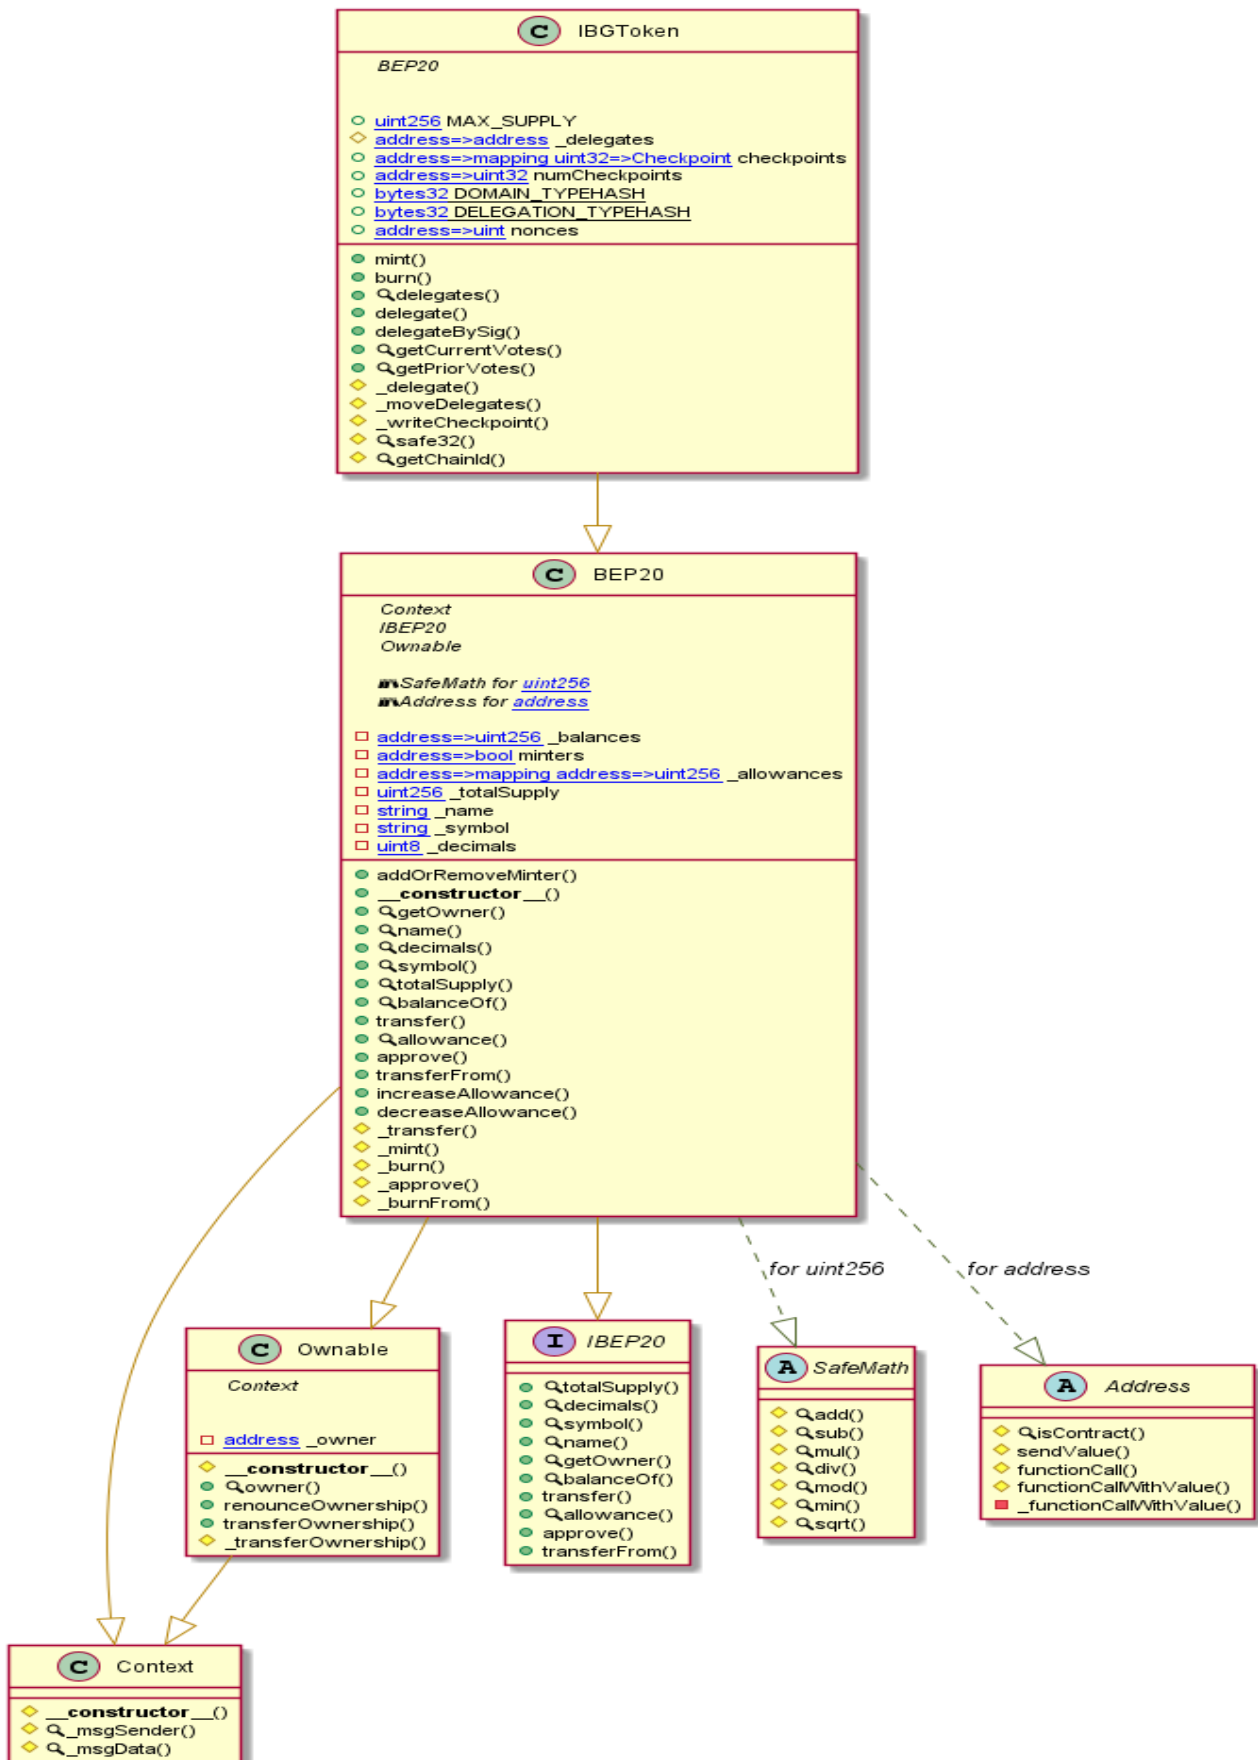 C IBGToken
BEP20
uint256 MAX_SUPPLY
address=>address _delegates
address=>mapping uint32=>Checkpoint checkpoints
address=>uint32 numCheckpoints
bytes32 DOMAIN_TYPEHASH
bytes32 DELEGATION_TYPEHASH
address=>uint nonces
mint()
burn()
delegates()
delegate()
delegateBySig()
getCurrentVotes()
getPriorVotes()
_delegate()
_moveDelegates()
_writeCheckpoint()
safe32()
getChainId()
C BEP20
Context
IBEP20
Ownable
SafeMath for uint256
Address for address
address=>uint256 _balances
address=>bool minters
address=>mapping address=>uint256 _allowances
uint256 _totalSupply
string _name
string _symbol
uint8 _decimals
addOrRemoveMinter()
__constructor__()
getOwner()
name()
decimals()
symbol()
totalSupply()
balanceOf()
transfer()
allowance()
approve()
transferFrom()
increaseAllowance()
decreaseAllowance()
_transfer()
_mint()
_burn()
_approve()
_burnFrom()
for uint256
for address
C Ownable
Context
address _owner
__constructor__()
owner()
renounceOwnership()
transferOwnership()
_transferOwnership()
I IBEP20
totalSupply()
decimals()
symbol()
name()
getOwner()
balanceOf()
transfer()
allowance()
approve()
transferFrom()
A SafeMath
add()
sub()
mul()
div()
mod()
min()
sqrt()
A Address
isContract()
sendValue()
functionCall()
functionCallWithValue()
_functionCallWithValue()
C Context
__constructor__()
_msgSender()
_msgData()